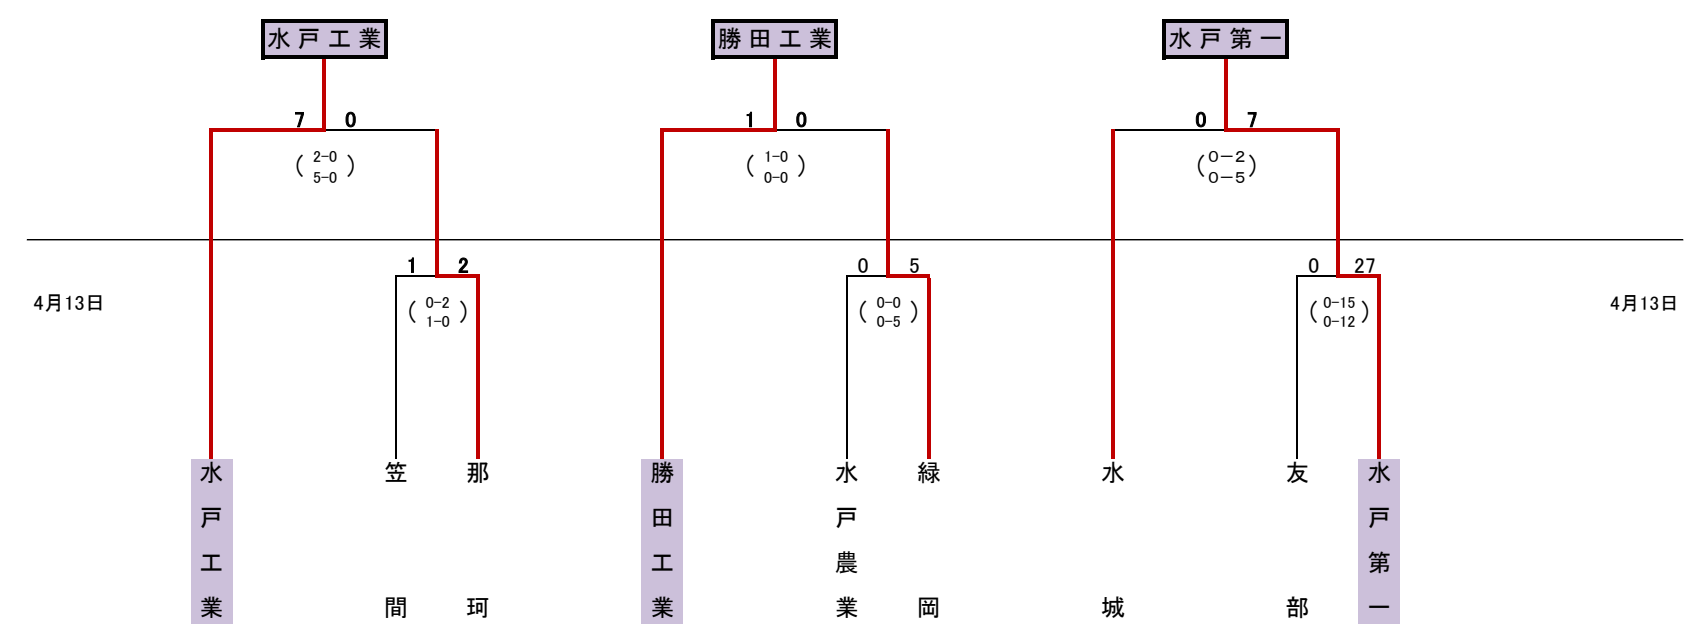 水戸工業 勝田工業 水戸第一
7 0 1 0 0 7
( 2-0 ) ( 1-0 ) (０－２)
5-0 0-0 ０－５
1 2 0 5 0 27
4月13日 ( 0-2 ) ( 0-0 ) ( 0-15 ) 4月13日
1-0 0-5 0-12
水戸工業
笠間
那珂
勝田工業
水戸農業
緑岡
水城
友部
水戸第一